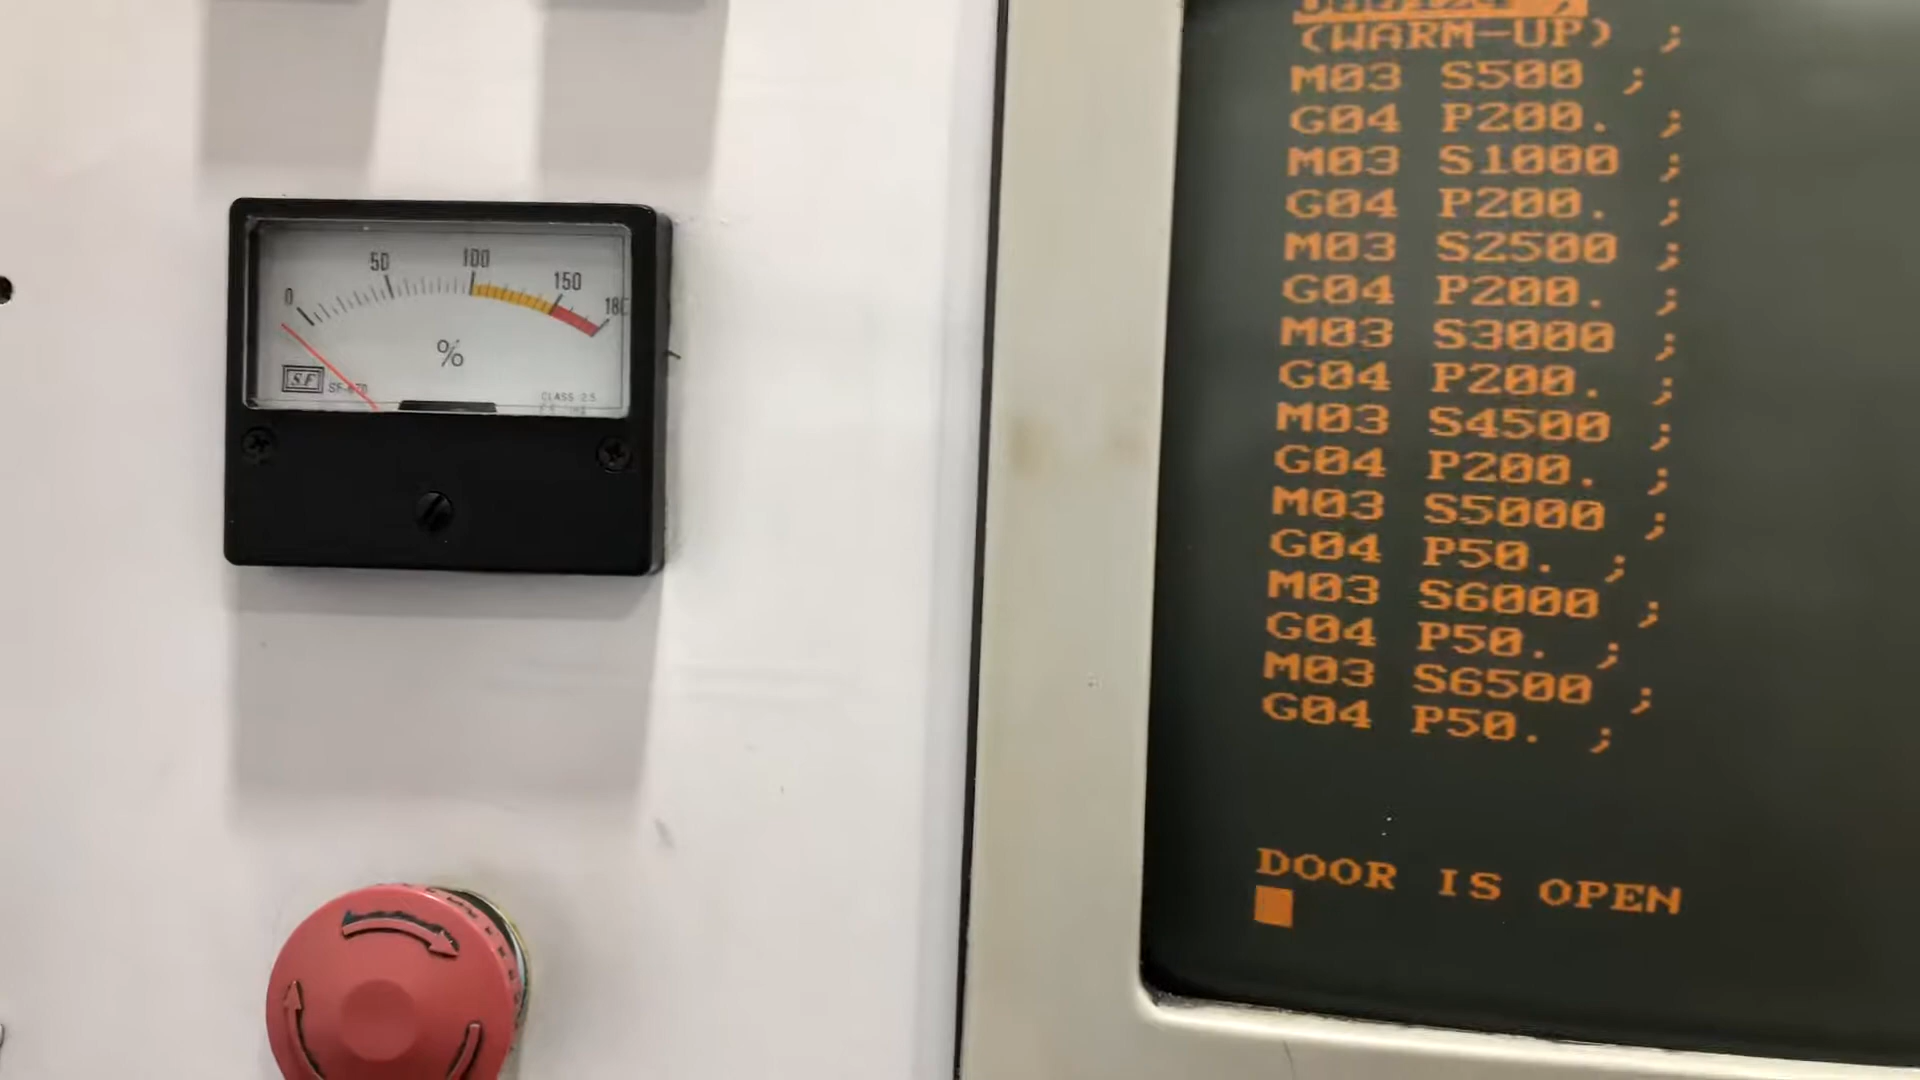 0 50 100 150
%
SF
CLASS 2.5
(WARM-UP) ;
M03 S500 ;
G04 P200. ;
M03 S1000 ;
G04 P200. ;
M03 S2500 ;
G04 P200. ;
M03 S3000 ;
G04 P200. ;
M03 S4500 ;
G04 P200. ;
M03 S5000 ;
G04 P50. ;
M03 S6000 ;
G04 P50. ;
M03 S6500 ;
G04 P50. ;
DOOR IS OPEN